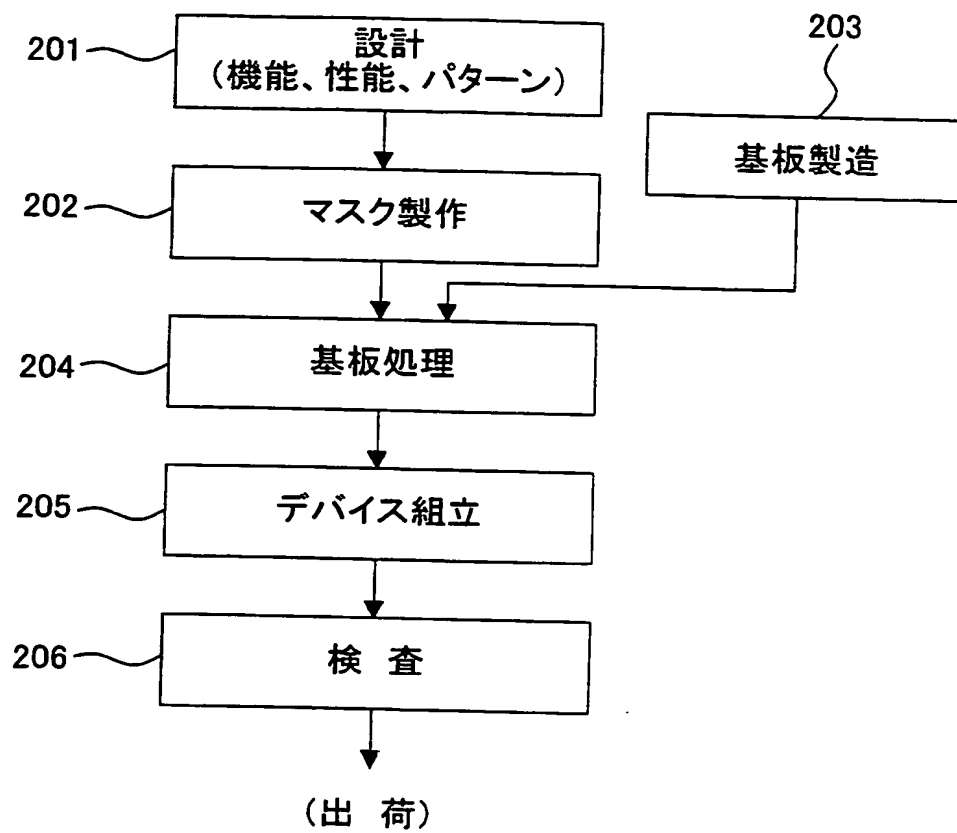 201
設計
(機能、性能、パターン)
203
基板製造
202
マスク製作
204
基板処理
205
デバイス組立
206
検 査
(出 荷)